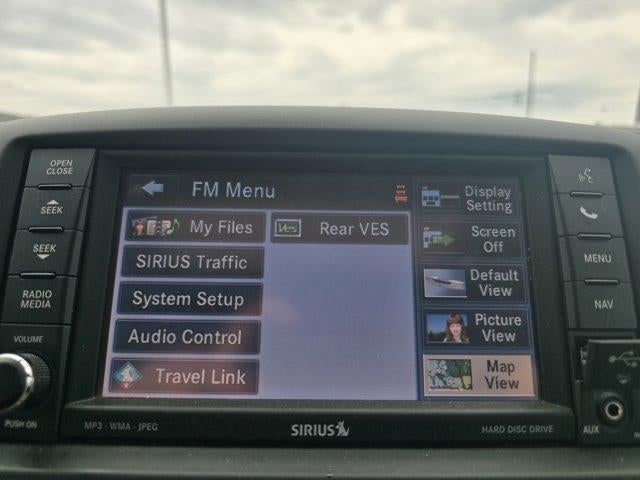 OPEN
CLOSE
SEEK
SEEK
RADIO
MEDIA
VOLUME
PUSH ON
FM Menu
My Files
Ves
Rear VES
SIRIUS Traffic
System Setup
Audio Control
Travel Link
Display
Setting
Screen
Off
Default
View
Picture
View
Map
View
MENU
NAV
AUX
MP3 - WMA - JPEG
SIRIUS
HARD DISC DRIVE